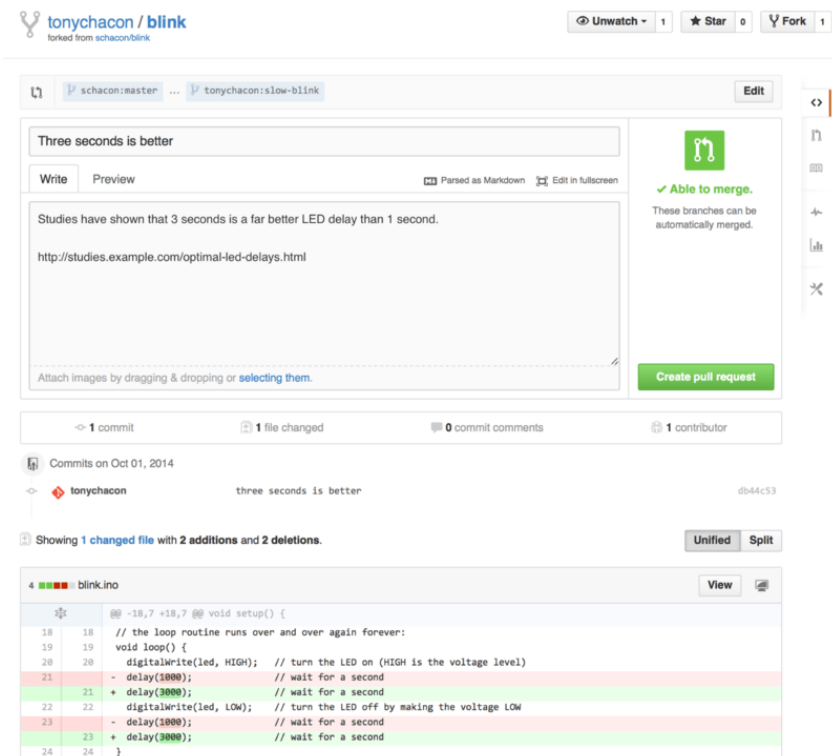 tonychacon / blink
forked from schacon/blink
Unwatch 1 Star 0 Fork 1
schacon:master ... tonychacon:slow-blink Edit
Three seconds is better
Write Preview Parsed as Markdown Edit in fullscreen
Able to merge.
These branches can be
automatically merged.
Studies have shown that 3 seconds is a far better LED delay than 1 second.
http://studies.example.com/optimal-led-delays.html
Attach images by dragging & dropping or selecting them.
Create pull request
1 commit 1 file changed 0 commit comments 1 contributor
Commits on Oct 01, 2014
tonychacon three seconds is better db44c53
Showing 1 changed file with 2 additions and 2 deletions. Unified Split
4 blink.ino View
@@ -18,7 +18,7 @@ void setup() {
18 18 // the loop routine runs over and over again forever:
19 19 void loop() {
20 20 digitalWrite(led, HIGH); // turn the LED on (HIGH is the voltage level)
21 - delay(1000); // wait for a second
21 + delay(3000); // wait for a second
22 22 digitalWrite(led, LOW); // turn the LED off by making the voltage LOW
23 - delay(1000); // wait for a second
23 + delay(3000); // wait for a second
24 24 }